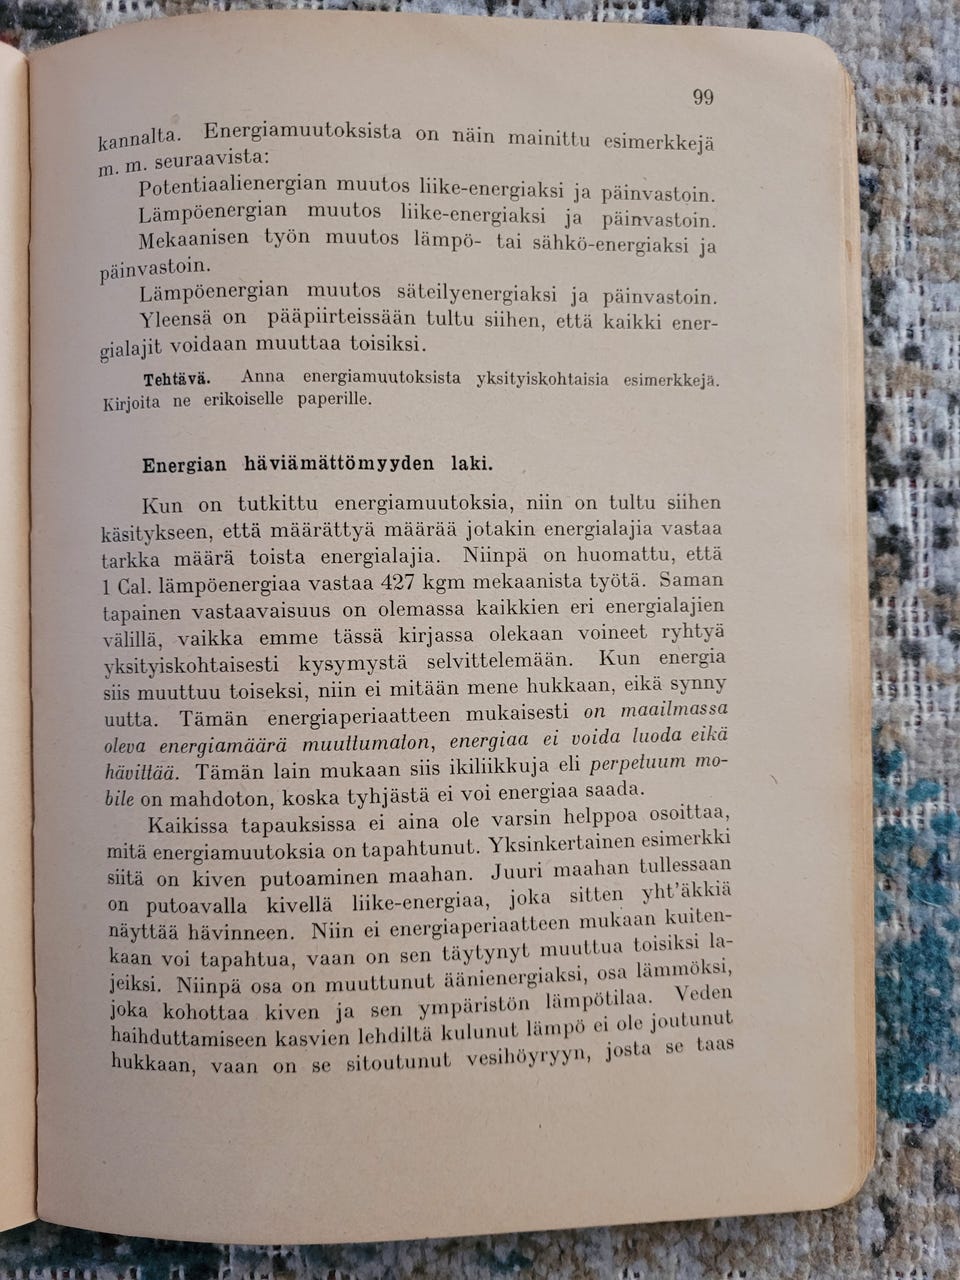 99
kannalta. Energiamuutoksista on näin mainittu esimerkkejä
m. m. seuraavista:
Potentiaalienergian muutos liike-energiaksi ja päinvastoin.
Lämpöenergian muutos liike-energiaksi ja päinvastoin.
Mekaanisen työn muutos lämpö- tai sähkö-energiaksi ja
päinvastoin.
Lämpöenergian muutos säteilyenergiaksi ja päinvastoin.
Yleensä on pääpiirteissään tultu siihen, että kaikki ener-
gialajit voidaan muuttaa toisiksi.
Tehtävä. Anna energiamuutoksista yksityiskohtaisia esimerkkejä.
Kirjoita ne erikoiselle paperille.
Energian häviämättömyyden laki.
Kun on tutkittu energiamuutoksia, niin on tultu siihen
käsitykseen, että määrättyä määrää jotakin energialajia vastaa
tarkka määrä toista energialajia. Niinpä on huomattu, että
1 Cal. lämpöenergiaa vastaa 427 kgm mekaanista työtä. Saman
tapainen vastaavaisuus on olemassa kaikkien eri energialajien
välillä, vaikka emme tässä kirjassa olekaan voineet ryhtyä
yksityiskohtaisesti kysymystä selvittelemään. Kun energia
siis muuttuu toiseksi, niin ei mitään mene hukkaan, eikä synny
uutta. Tämän energiaperiaatteen mukaisesti on maailmassa
oleva energiamäärä muuttumaton, energiaa ei voida luoda eikä
hävittää. Tämän lain mukaan siis ikiliikkuja eli perpetuum mo-
bile on mahdoton, koska tyhjästä ei voi energiaa saada.
Kaikissa tapauksissa ei aina ole varsin helppoa osoittaa,
mitä energiamuutoksia on tapahtunut. Yksinkertainen esimerkki
siitä on kiven putoaminen maahan. Juuri maahan tullessaan
on putoavalla kivellä liike-energiaa, joka sitten yht'äkkiä
näyttää hävinneen. Niin ei energiaperiaatteen mukaan kuiten-
kaan voi tapahtua, vaan on sen täytynyt muuttua toisiksi la-
jeiksi. Niinpä osa on muuttunut äänienergiaksi, osa lämmöksi,
joka kohottaa kiven ja sen ympäristön lämpötilaa. Veden
haihduttamiseen kasvien lehdiltä kulunut lämpö ei ole joutunut
hukkaan, vaan on se sitoutunut vesihöyryyn, josta se taas